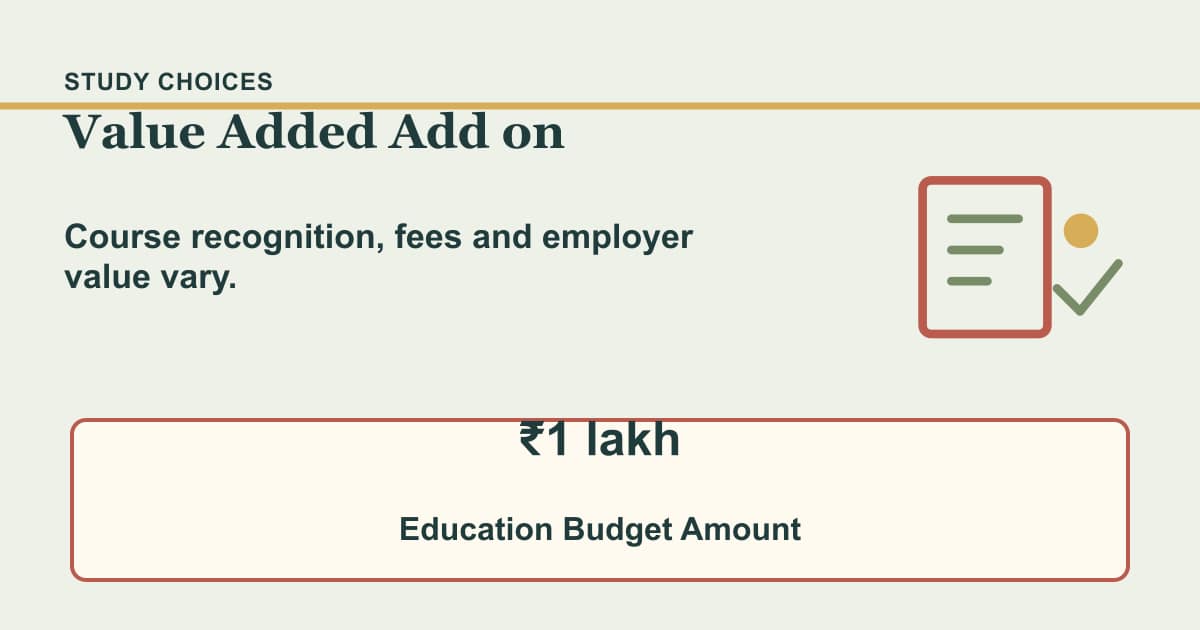 STUDY CHOICES
Value Added Add on
Course recognition, fees and employer
value vary.
₹1 lakh
Education Budget Amount